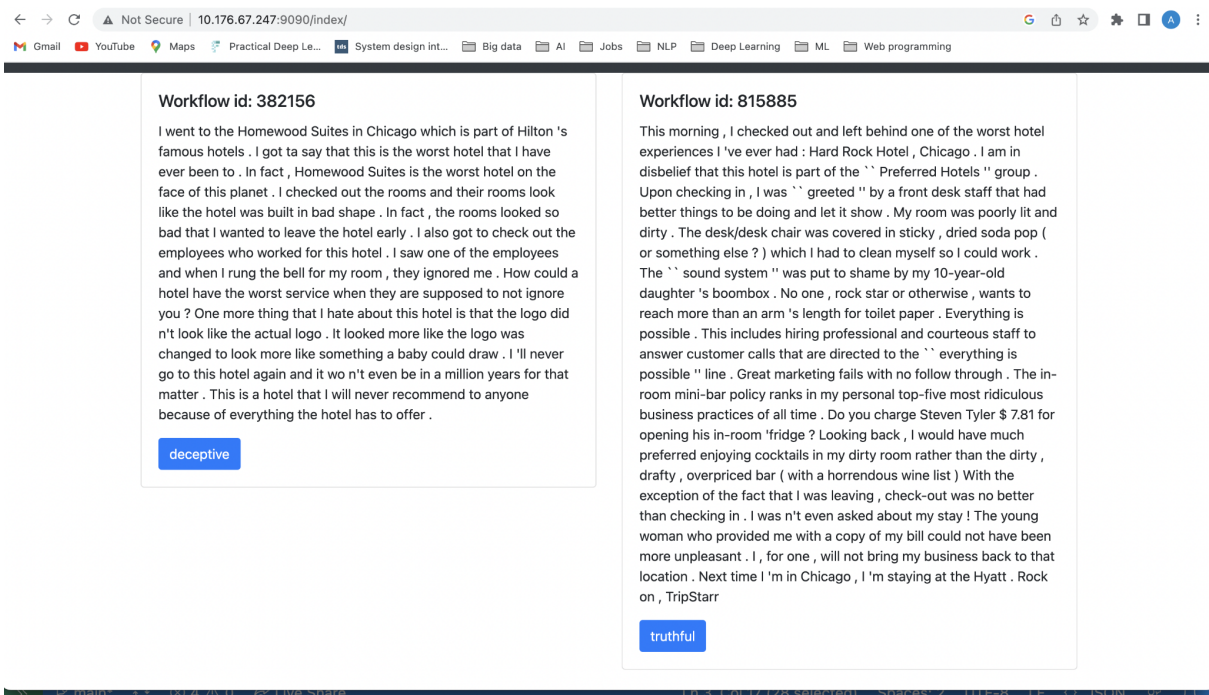 Not Secure 10.176.67.247:9090/index/
Gmail YouTube Maps Practical Deep Le... System design int... Big data AI Jobs NLP Deep Learning ML Web programming
Workflow id: 382156
I went to the Homewood Suites in Chicago which is part of Hilton 's
famous hotels . I got ta say that this is the worst hotel that I have
ever been to . In fact , Homewood Suites is the worst hotel on the
face of this planet . I checked out the rooms and their rooms look
like the hotel was built in bad shape . In fact , the rooms looked so
bad that I wanted to leave the hotel early . I also got to check out the
employees who worked for this hotel . I saw one of the employees
and when I rung the bell for my room , they ignored me . How could a
hotel have the worst service when they are supposed to not ignore
you ? One more thing that I hate about this hotel is that the logo did
n't look like the actual logo . It looked more like the logo was
changed to look more like something a baby could draw . I 'll never
go to this hotel again and it wo n't even be in a million years for that
matter . This is a hotel that I will never recommend to anyone
because of everything the hotel has to offer .
deceptive
Workflow id: 815885
This morning , I checked out and left behind one of the worst hotel
experiences I 've ever had : Hard Rock Hotel , Chicago . I am in
disbelief that this hotel is part of the `` Preferred Hotels '' group .
Upon checking in , I was `` greeted '' by a front desk staff that had
better things to be doing and let it show . My room was poorly lit and
dirty . The desk/desk chair was covered in sticky , dried soda pop (
or something else ? ) which I had to clean myself so I could work .
The `` sound system '' was put to shame by my 10-year-old
daughter 's boombox . No one , rock star or otherwise , wants to
reach more than an arm 's length for toilet paper . Everything is
possible . This includes hiring professional and courteous staff to
answer customer calls that are directed to the `` everything is
possible '' line . Great marketing fails with no follow through . The in-
room mini-bar policy ranks in my personal top-five most ridiculous
business practices of all time . Do you charge Steven Tyler $ 7.81 for
opening his in-room 'fridge ? Looking back , I would have much
preferred enjoying cocktails in my dirty room rather than the dirty ,
drafty , overpriced bar ( with a horrendous wine list ) With the
exception of the fact that I was leaving , check-out was no better
than checking in . I was n't even asked about my stay ! The young
woman who provided me with a copy of my bill could not have been
more unpleasant . I , for one , will not bring my business back to that
location . Next time I 'm in Chicago , I 'm staying at the Hyatt . Rock
on , TripStarr
truthful